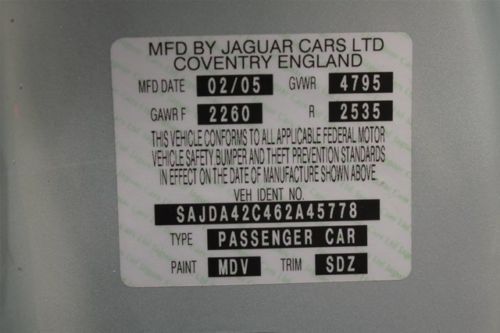 MFD BY JAGUAR CARS LTD
COVENTRY ENGLAND
MFD DATE 02/05 GVWR 4795
GAWR F 2260 R 2535
THIS VEHICLE CONFORMS TO ALL APPLICABLE FEDERAL MOTOR
VEHICLE SAFETY BUMPER AND THEFT PREVENTION STANDARDS
IN EFFECT ON THE DATE OF MANUFACTURE SHOWN ABOVE.
VEH IDENT NO.
SAJDA42C462A45778
TYPE PASSENGER CAR
PAINT MDV TRIM SDZ